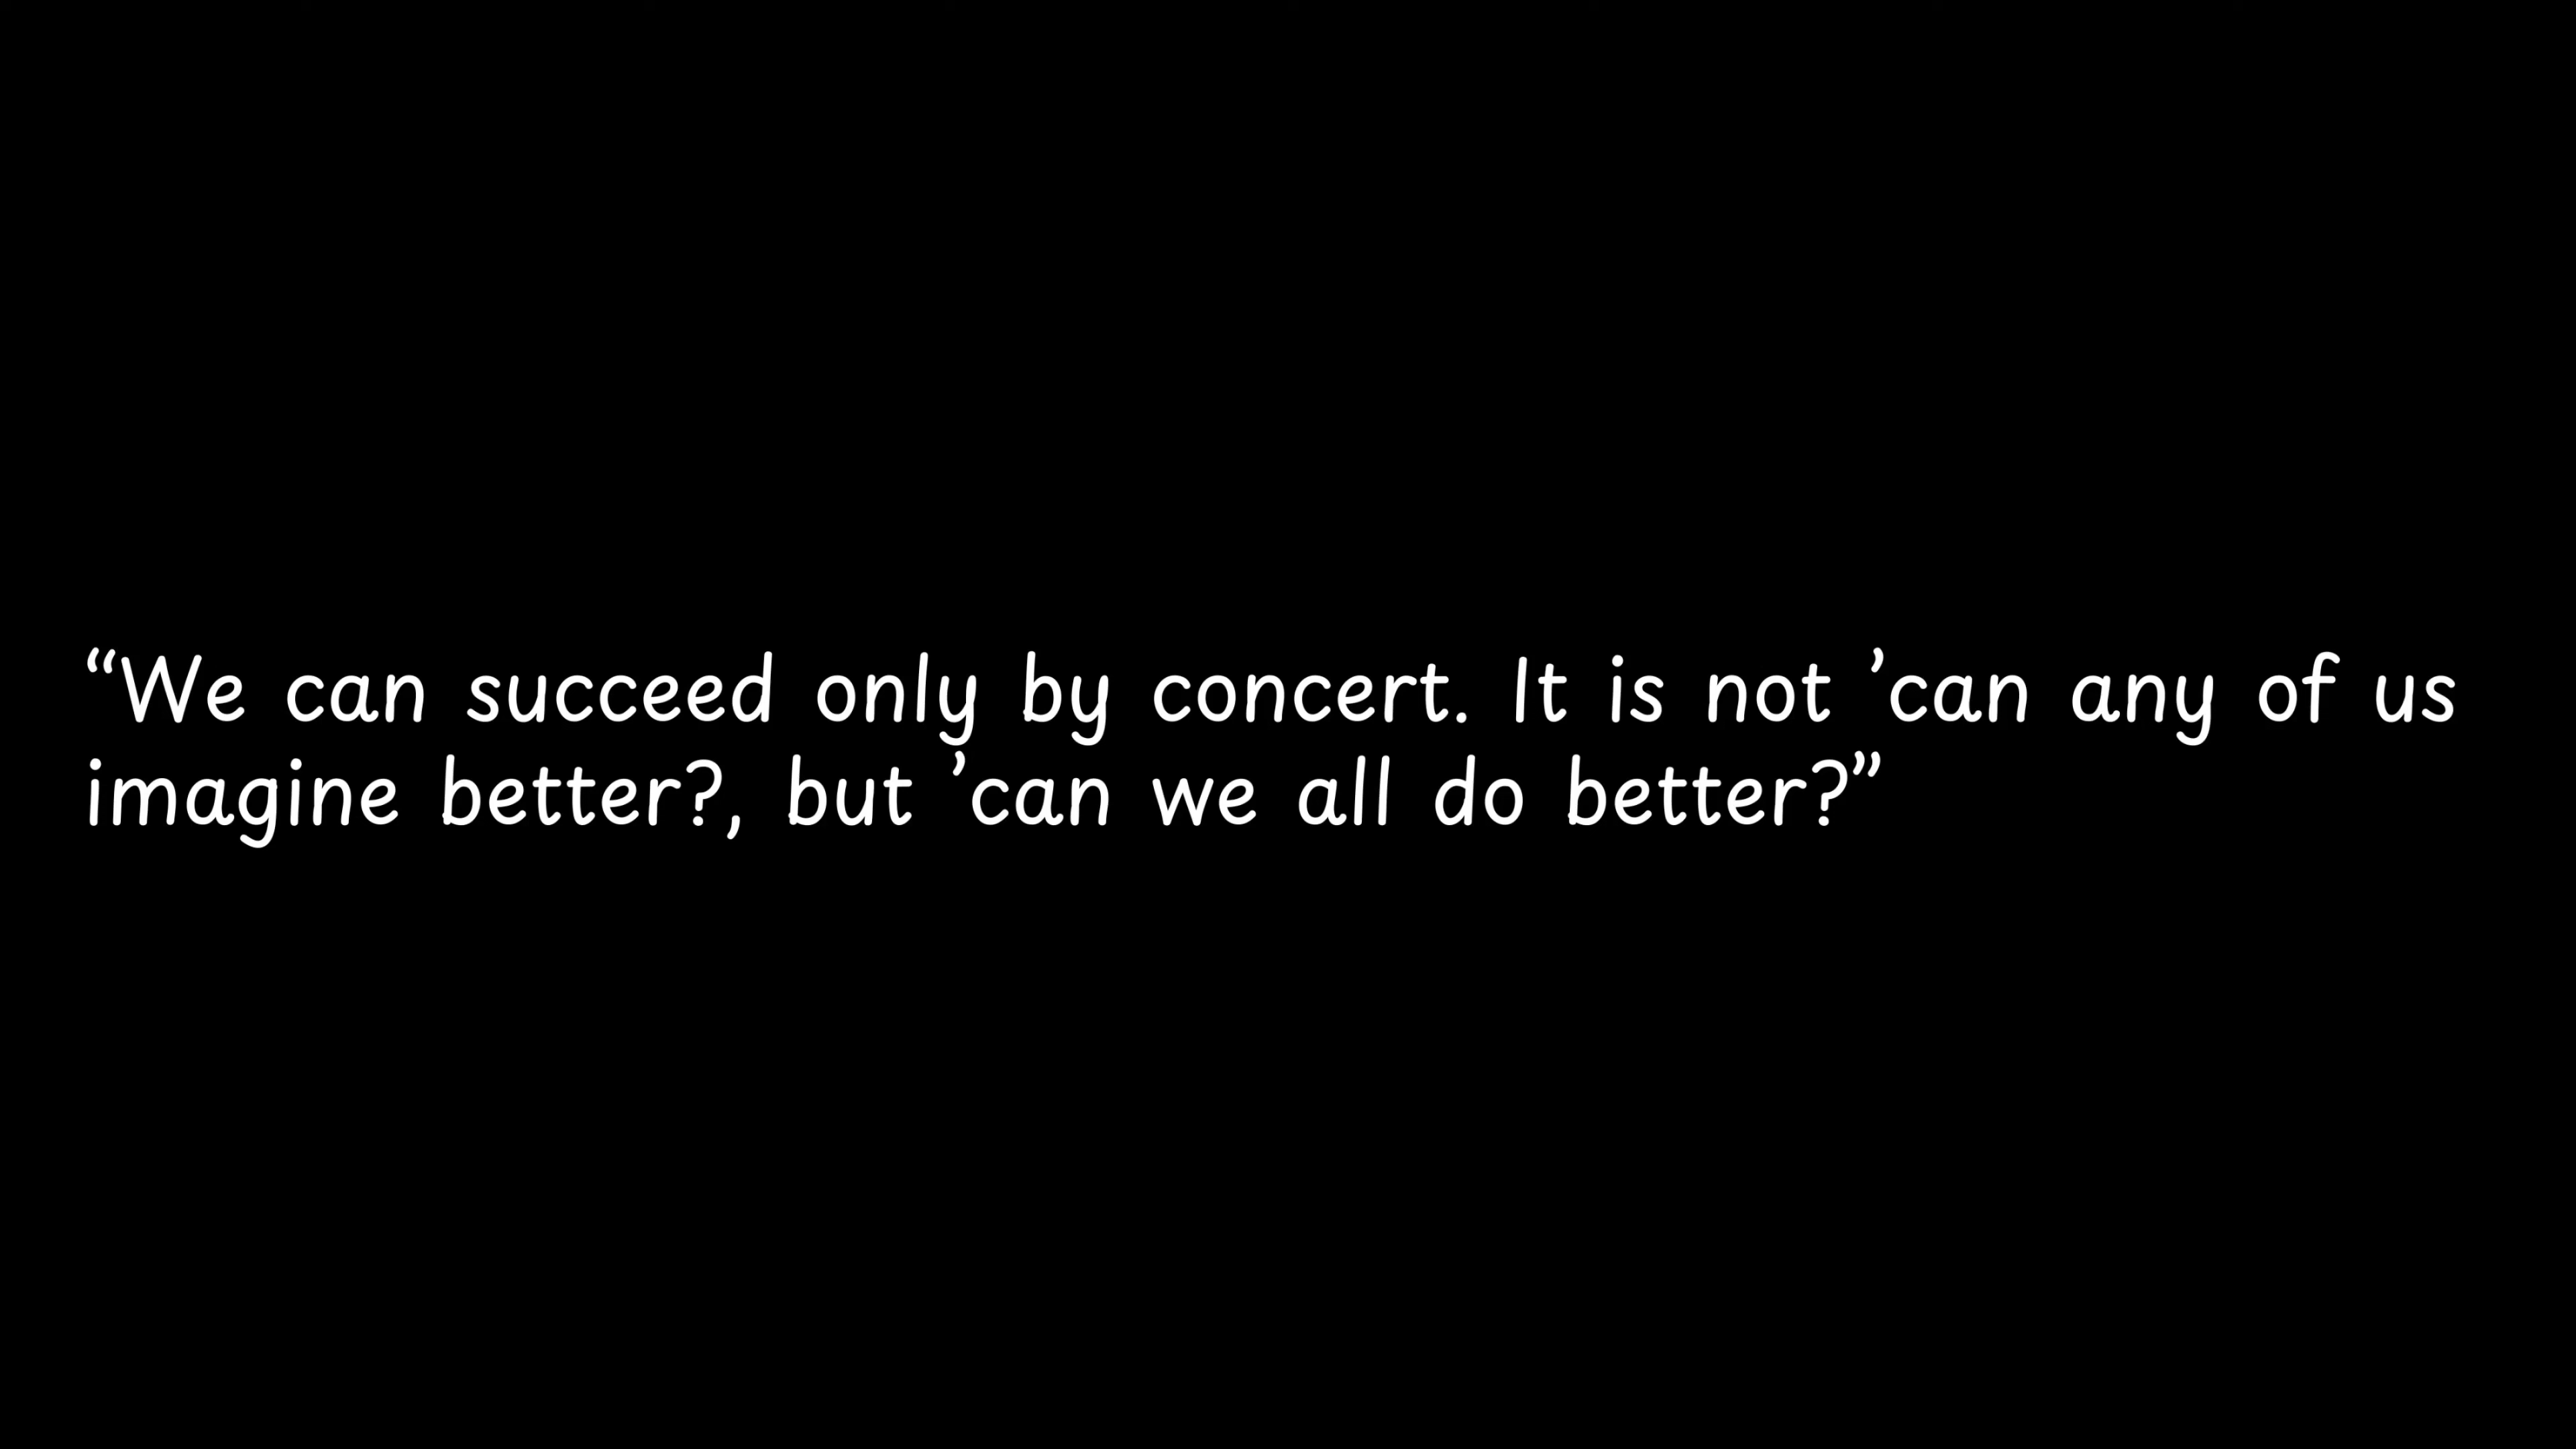 “We can succeed only by concert. It is not ’can any of us
imagine better?, but ’can we all do better?”